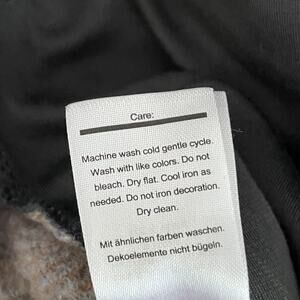 Care:
Machine wash cold gentle cycle.
Wash with like colors. Do not
bleach. Dry flat. Cool iron as
needed. Do not iron decoration.
Dry clean.
Mit ähnlichen farben waschen.
Dekoelemente nicht bügeln.